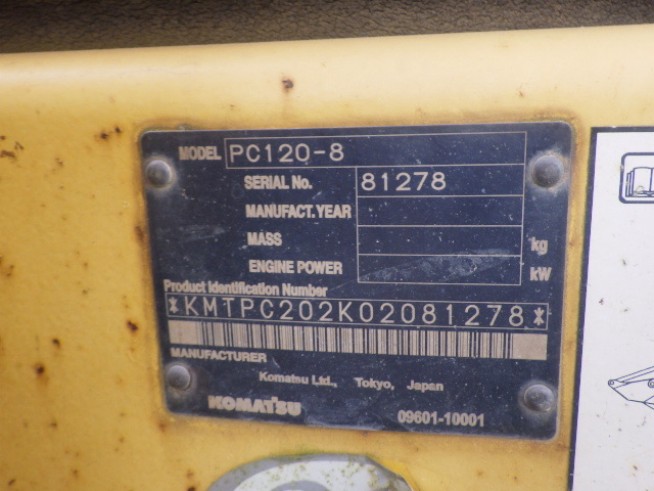 MODEL PC120-8
SERIAL No. 81278
MANUFACT.YEAR
MASS kg
ENGINE POWER kW
Product Identification Number
*KMTPC202K02081278*
MANUFACTURER
Komatsu Ltd., Tokyo, Japan
KOMATSU 09601-10001